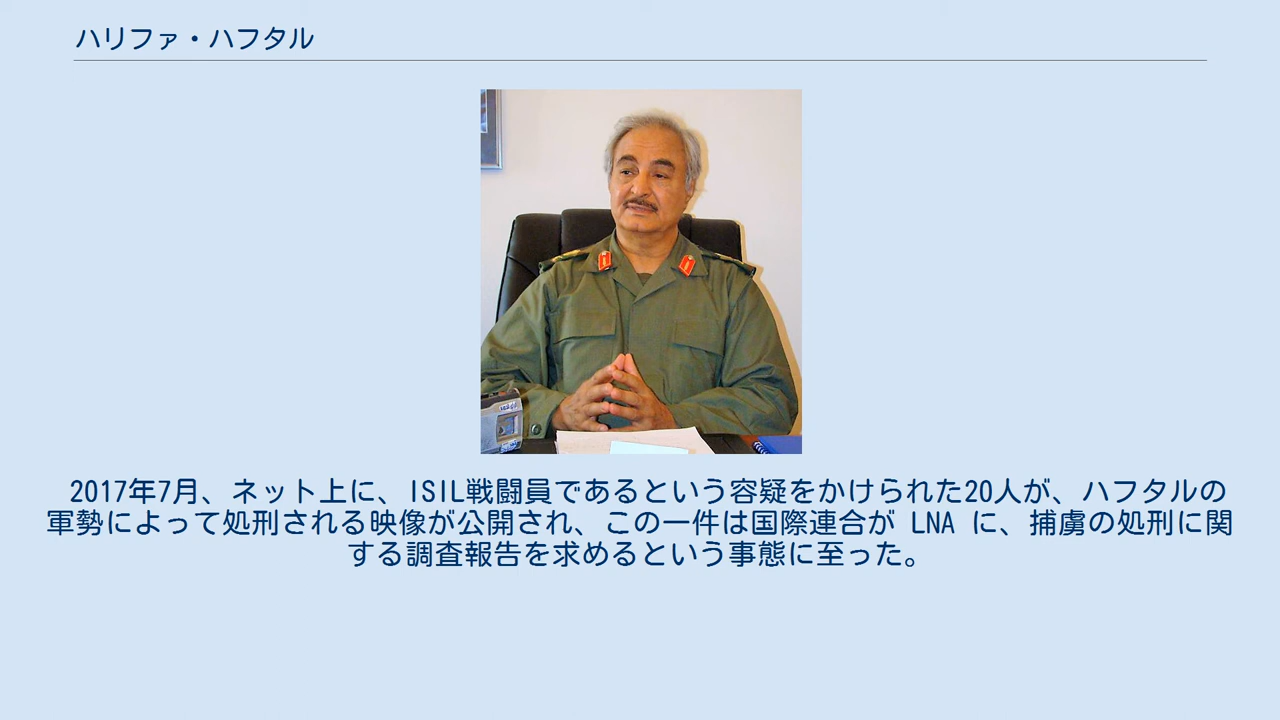 ハリファ・ハフタル
2017年7月、ネット上に、ISIL戦闘員であるという容疑をかけられた20人が、ハフタルの
軍勢によって処刑される映像が公開され、この一件は国際連合が LNA に、捕虜の処刑に関
する調査報告を求めるという事態に至った。